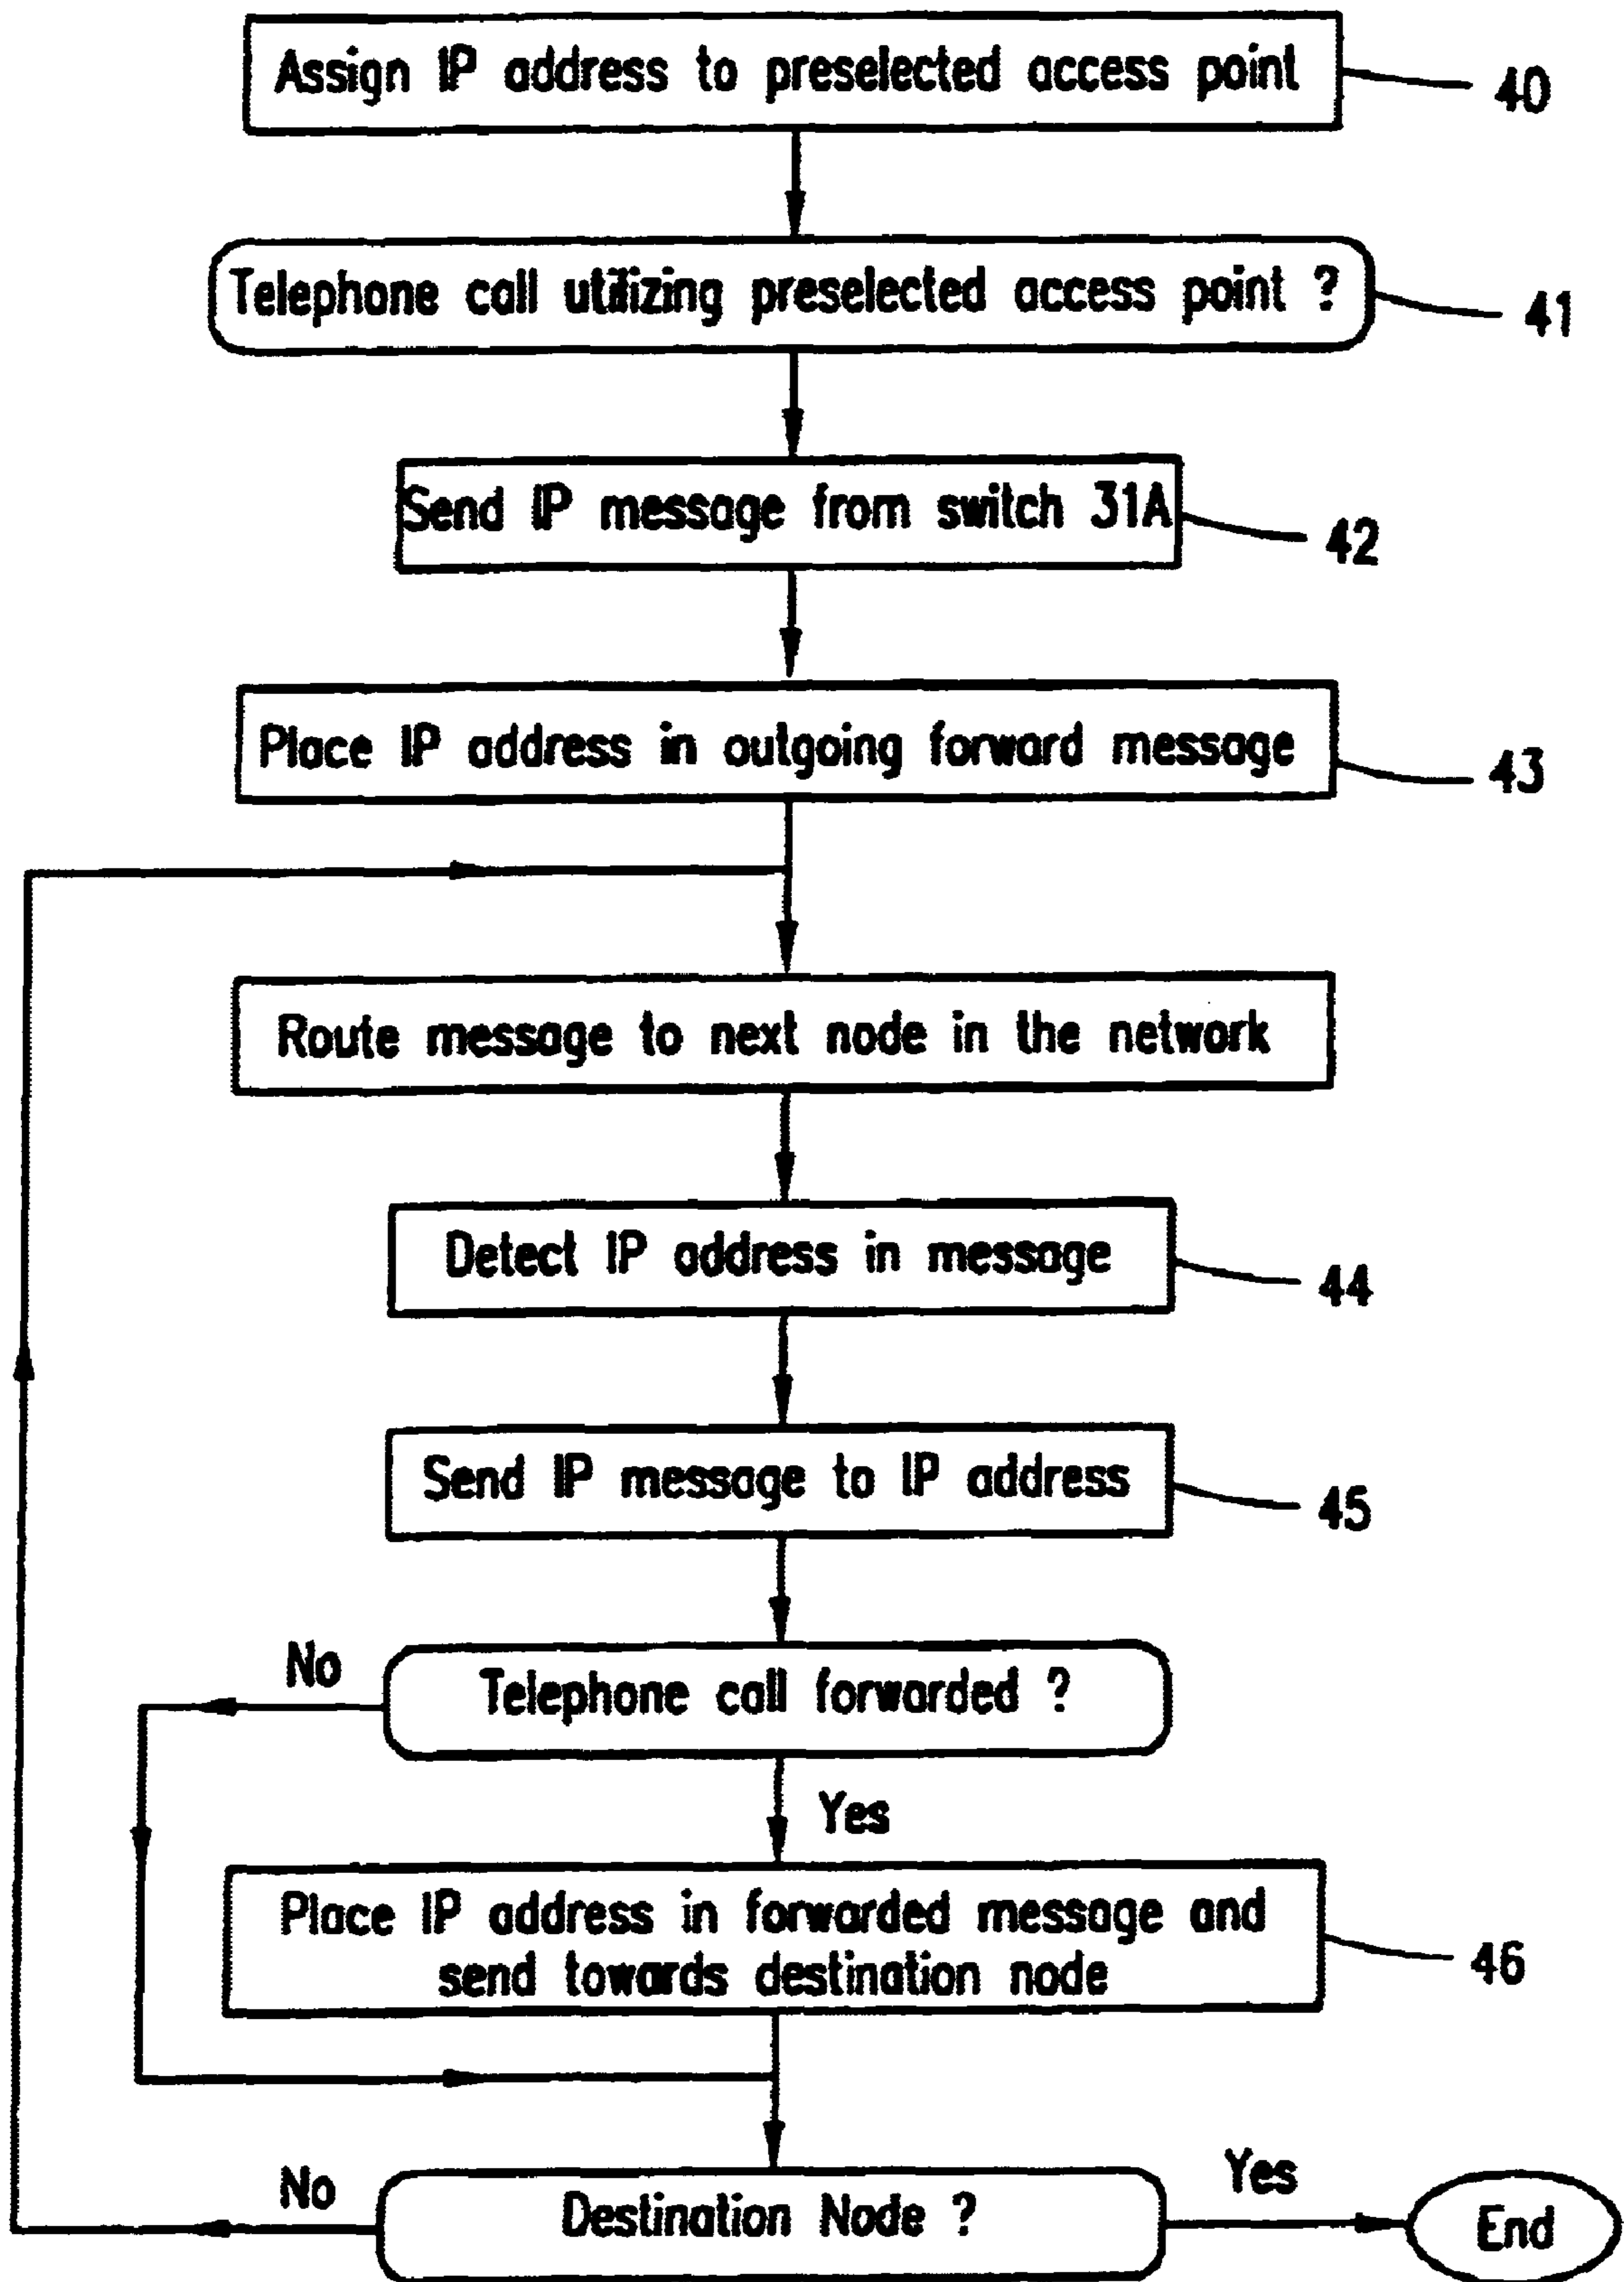 Assign IP address to preselected access point
40
Telephone call utilizing preselected access point ?
41
Send IP message from switch 31A
42
Place IP address in outgoing forward message
43
Route message to next node in the network
Detect IP address in message
44
Send IP message to IP address
45
No
Telephone call forwarded ?
Yes
Place IP address in forwarded message and
send towards destination node
46
No
Destination Node ?
Yes
End